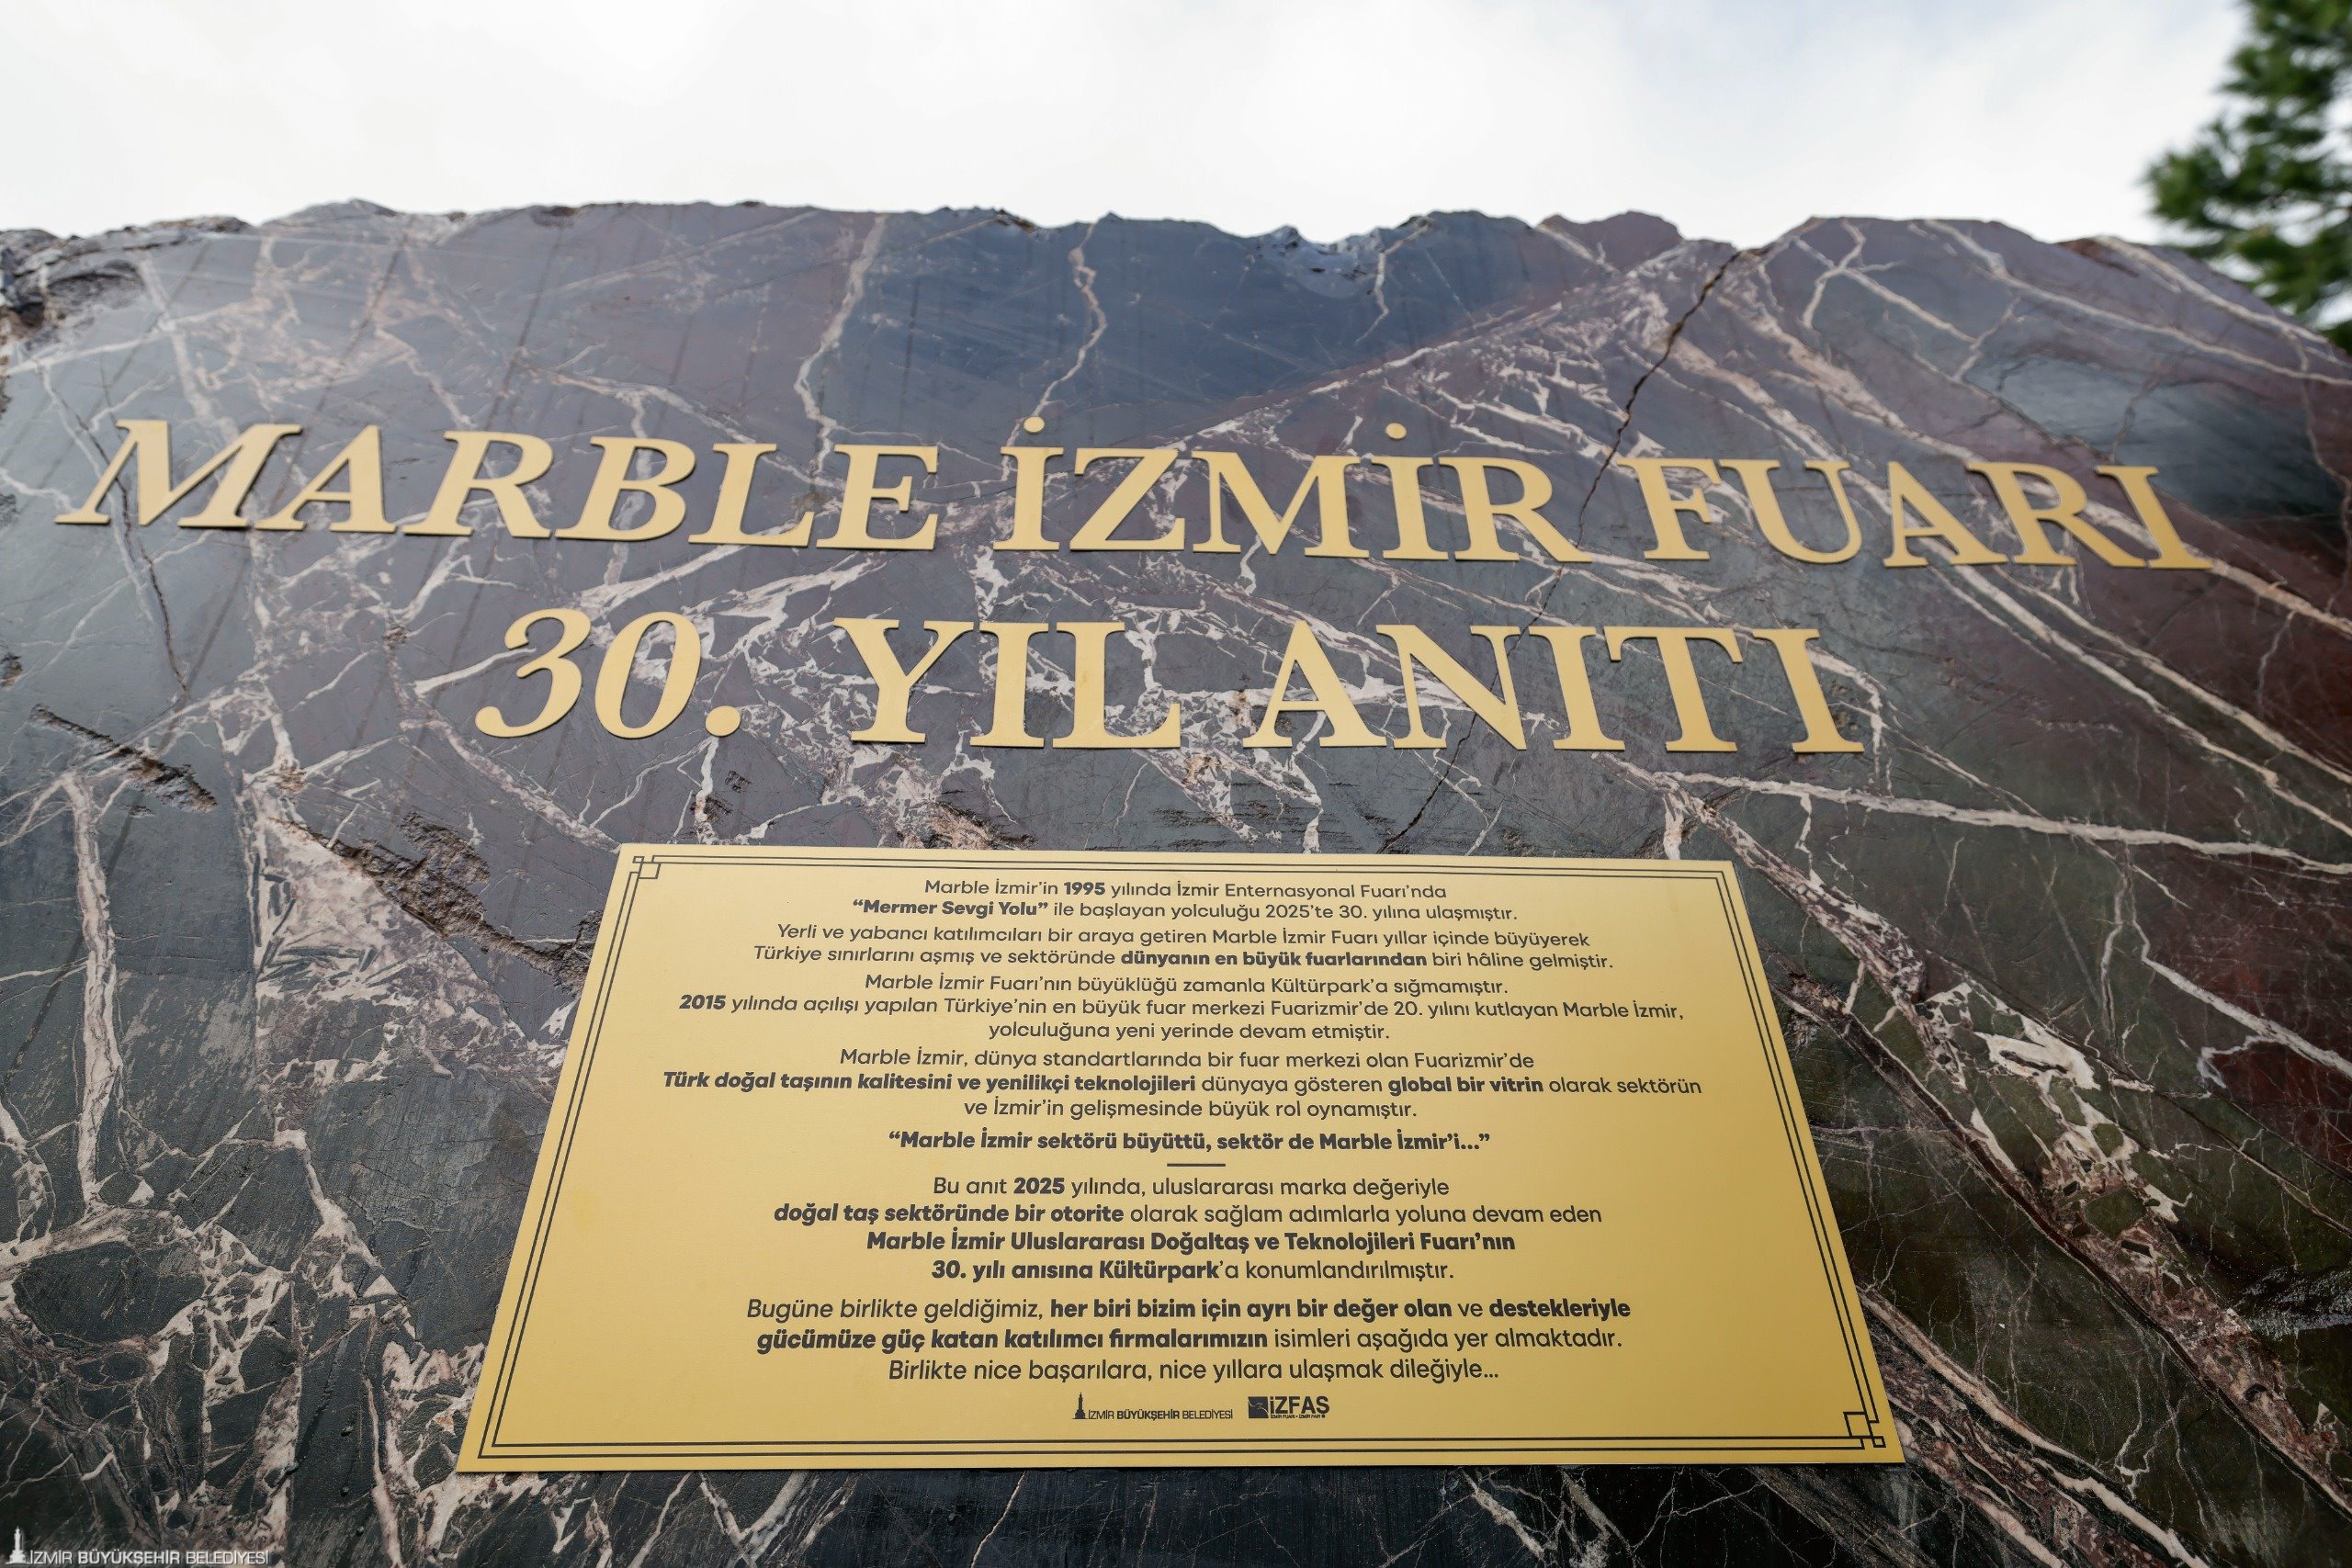 MARBLE İZMİR FUARI
30. YIL ANITI
Marble İzmir'in 1995 yılında İzmir Enternasyonal Fuarı'nda
“Mermer Sevgi Yolu” ile başlayan yolculuğu 2025'te 30. yılına ulaşmıştır.
Yerli ve yabancı katılımcıları bir araya getiren Marble İzmir Fuarı yıllar içinde büyüyerek
Türkiye sınırlarını aşmış ve sektöründe dünyanın en büyük fuarlarından biri hâline gelmiştir.
Marble İzmir Fuarı'nın büyüklüğü zamanla Kültürpark'a sığmamıştır.
2015 yılında açılışı yapılan Türkiye'nin en büyük fuar merkezi Fuarizmir'de 20. yılını kutlayan Marble İzmir,
yolculuğuna yeni yerinde devam etmiştir.
Marble İzmir, dünya standartlarında bir fuar merkezi olan Fuarizmir'de
Türk doğal taşının kalitesini ve yenilikçi teknolojileri dünyaya gösteren global bir vitrin olarak sektörün
ve İzmir'in gelişmesinde büyük rol oynamıştır.
“Marble İzmir sektörü büyüttü, sektör de Marble İzmir'i...”
Bu anıt 2025 yılında, uluslararası marka değeriyle
doğal taş sektöründe bir otorite olarak sağlam adımlarla yoluna devam eden
Marble İzmir Uluslararası Doğaltaş ve Teknolojileri Fuarı'nın
30. yılı anısına Kültürpark'a konumlandırılmıştır.
Bugüne birlikte geldiğimiz, her biri bizim için ayrı bir değer olan ve destekleriyle
gücümüze güç katan katılımcı firmalarımızın isimleri aşağıda yer almaktadır.
Birlikte nice başarılara, nice yıllara ulaşmak dileğiyle...
İZMİR BÜYÜKŞEHİR BELEDİYESİ İZFAŞ
İZMİR FUARI • İZMİR FAIR
İZMİR BÜYÜKŞEHİR BELEDİYESİ